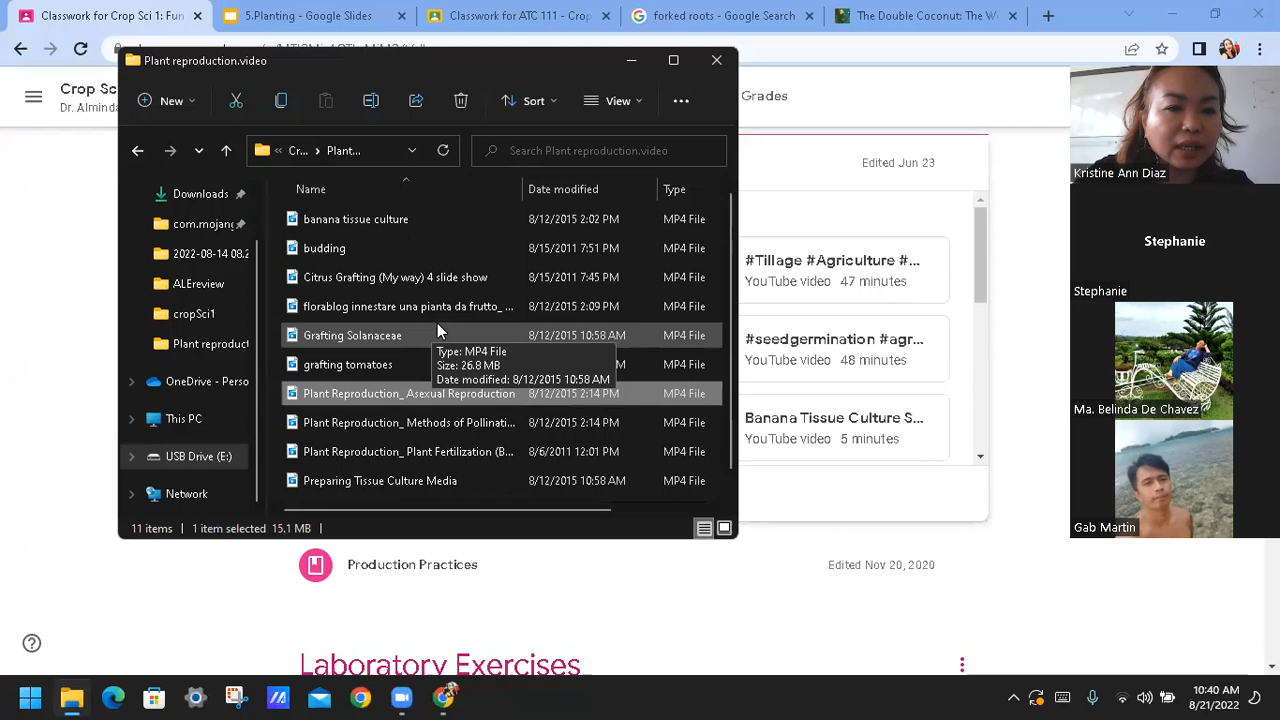 Classwork for Crop Sci
5.Planting
Classwork for ATC 111 - Crop
forked roots - Google Search
The Double Coconut: The W
Plant reproduction.video
Crop Sc
Dr. Alminda
Grades
New
Sort
View
Cr...
Plant...
Search Plant reproduction.video
Edited Jun 23
Name
Date modified
Type
Downloads
com.mojang
2022-08-14 08.2
ALEreview
cropSci1
Plant reproduct
OneDrive - Perso
This PC
USB Drive (E:)
Network
banana tissue culture 8/12/2015 2:02 PM MP4 File
budding 8/15/2011 7:51 PM MP4 File
Citrus Grafting (My way) 4 slide show 8/15/2011 7:45 PM MP4 File
florablog innestare una pianta da frutto_ ... 8/12/2015 2:09 PM MP4 File
Grafting Solanaceae 8/12/2015 10:58 AM MP4 File
grafting tomatoes MP4 File
Plant Reproduction_ Asexual Reproduction 8/12/2015 2:14 PM MP4 File
Plant Reproduction_ Methods of Pollinati... 8/12/2015 2:14 PM MP4 File
Plant Reproduction_ Plant Fertilization (B... 8/6/2011 12:01 PM MP4 File
Preparing Tissue Culture Media 8/12/2015 10:58 AM MP4 File
Type: MP4 File
Size: 26.8 MB
Date modified: 8/12/2015 10:58 AM
11 items
1 item selected 15.1 MB
#Tillage #Agriculture #...
YouTube video 47 minutes
#seedgermination #agr...
YouTube video 48 minutes
Banana Tissue Culture S...
YouTube video 5 minutes
Production Practices
Edited Nov 20, 2020
Laboratory Exercises
Kristine Ann Diaz
Stephanie
Stephanie
Ma. Belinda De Chavez
Gab Martin
10:40 AM
8/21/2022